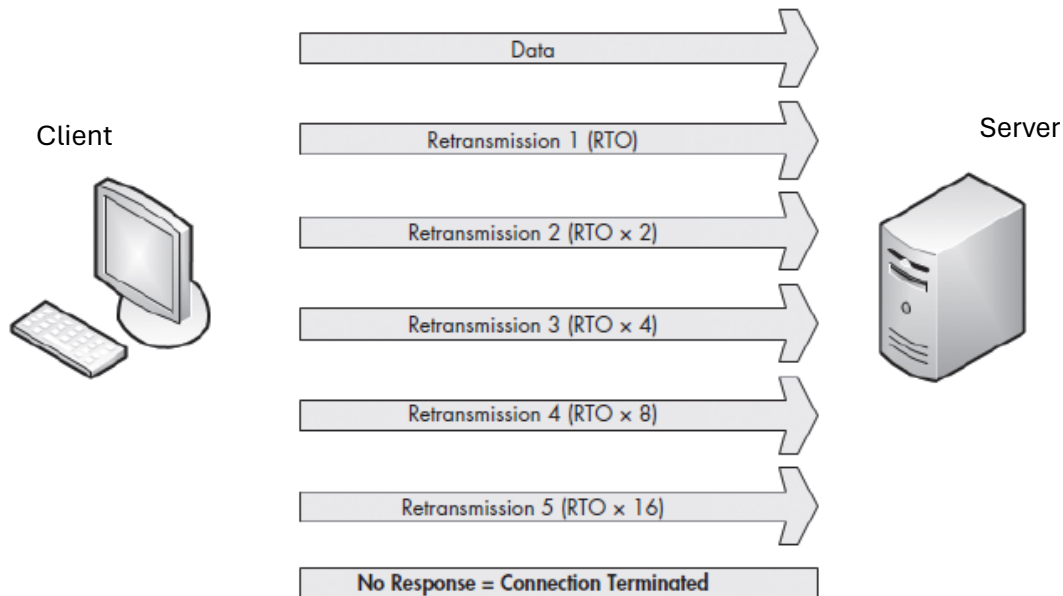 Data
Client
Server
Retransmission 1 (RTO)
Retransmission 2 (RTO × 2)
Retransmission 3 (RTO × 4)
Retransmission 4 (RTO × 8)
Retransmission 5 (RTO × 16)
No Response = Connection Terminated